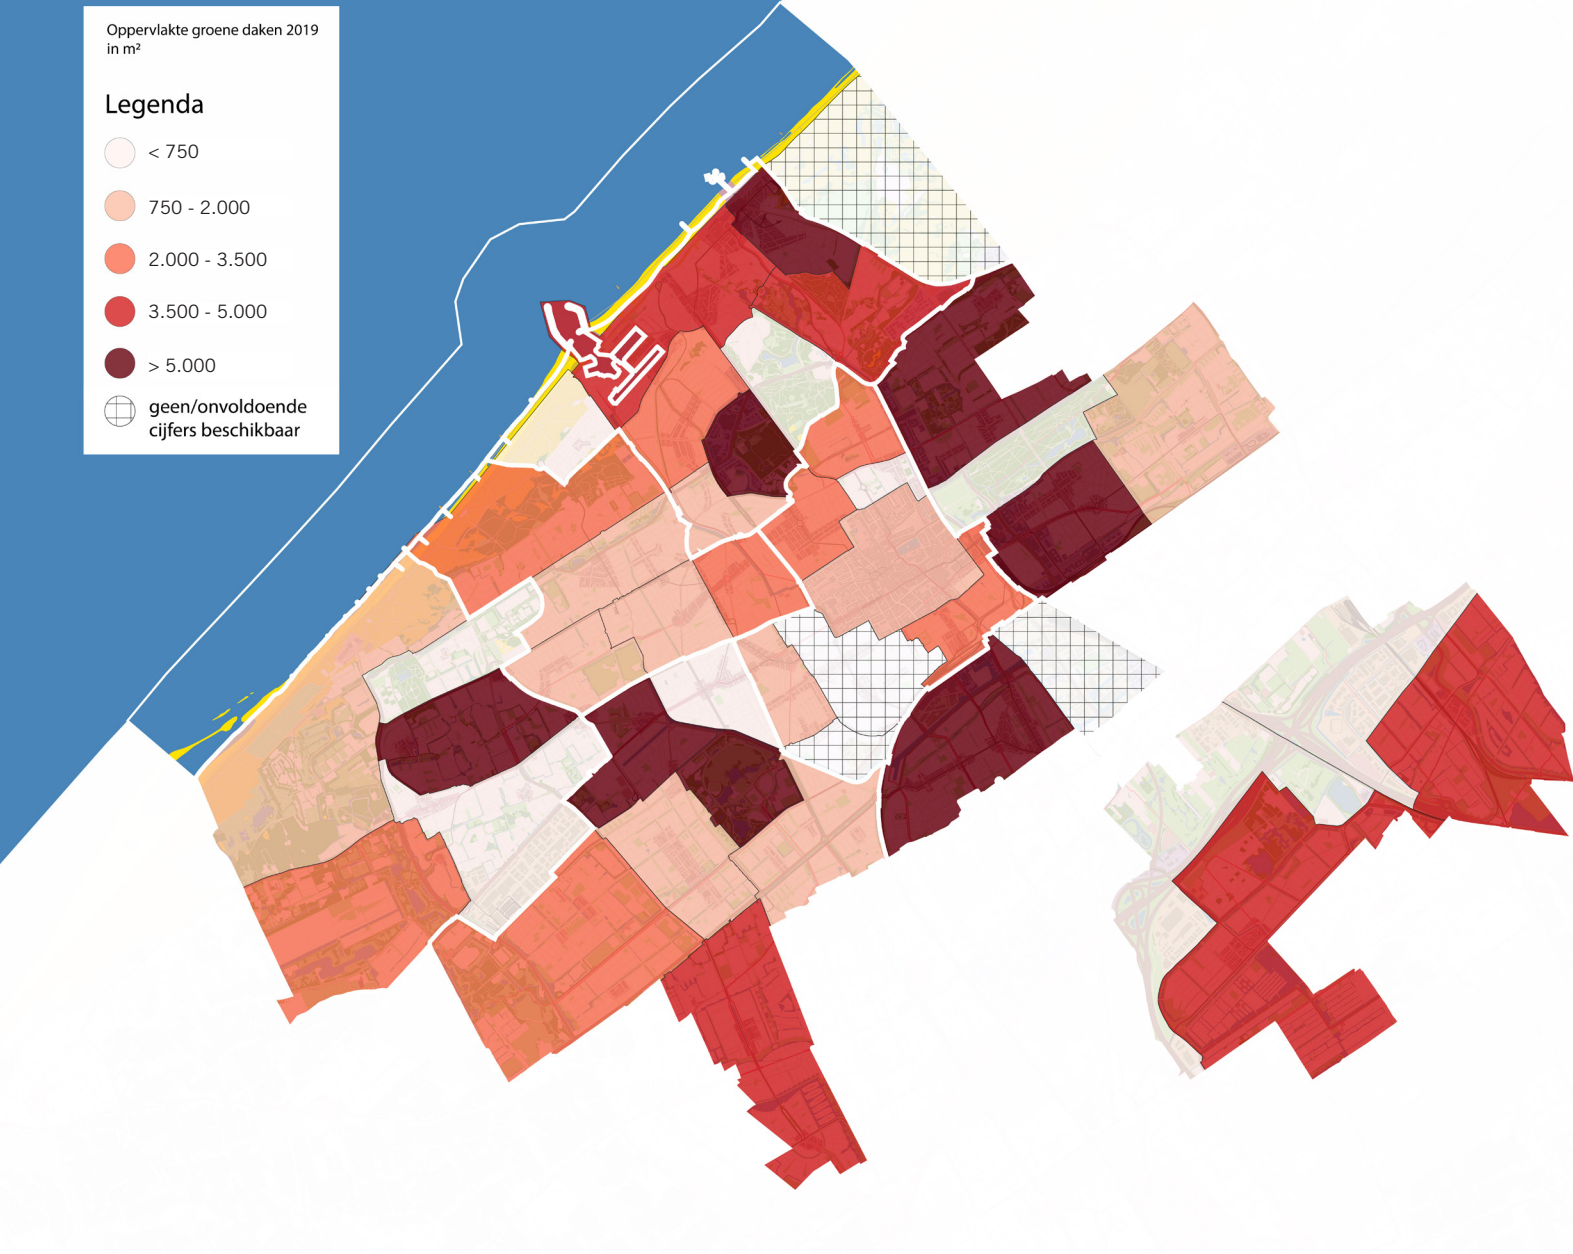 Oppervlakte groene daken 2019
in m²
Legenda
< 750
750 - 2.000
2.000 - 3.500
3.500 - 5.000
> 5.000
geen/onvoldoende
cijfers beschikbaar